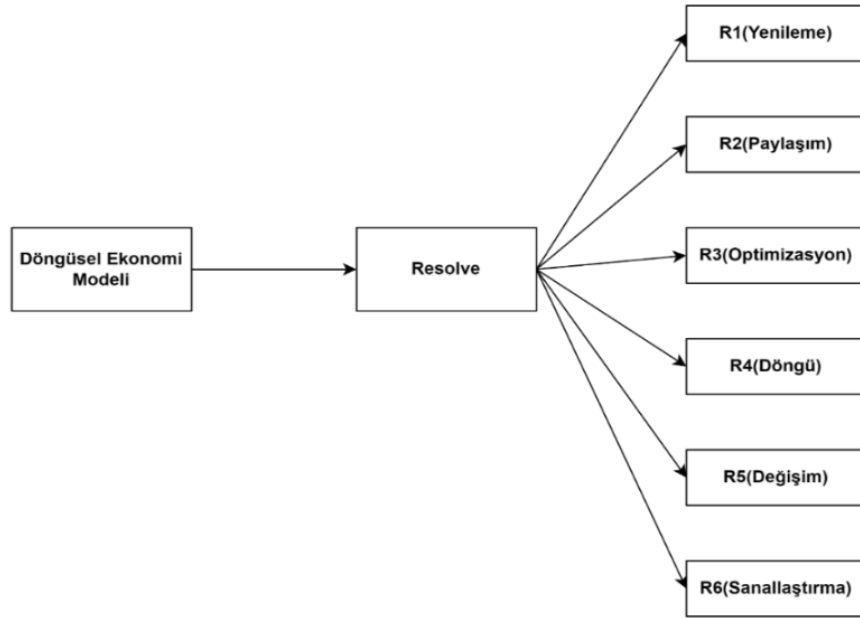 Döngüsel Ekonomi
Modeli
Resolve
R1(Yenileme)
R2(Paylaşım)
R3(Optimizasyon)
R4(Döngü)
R5(Değişim)
R6(Sanallaştırma)